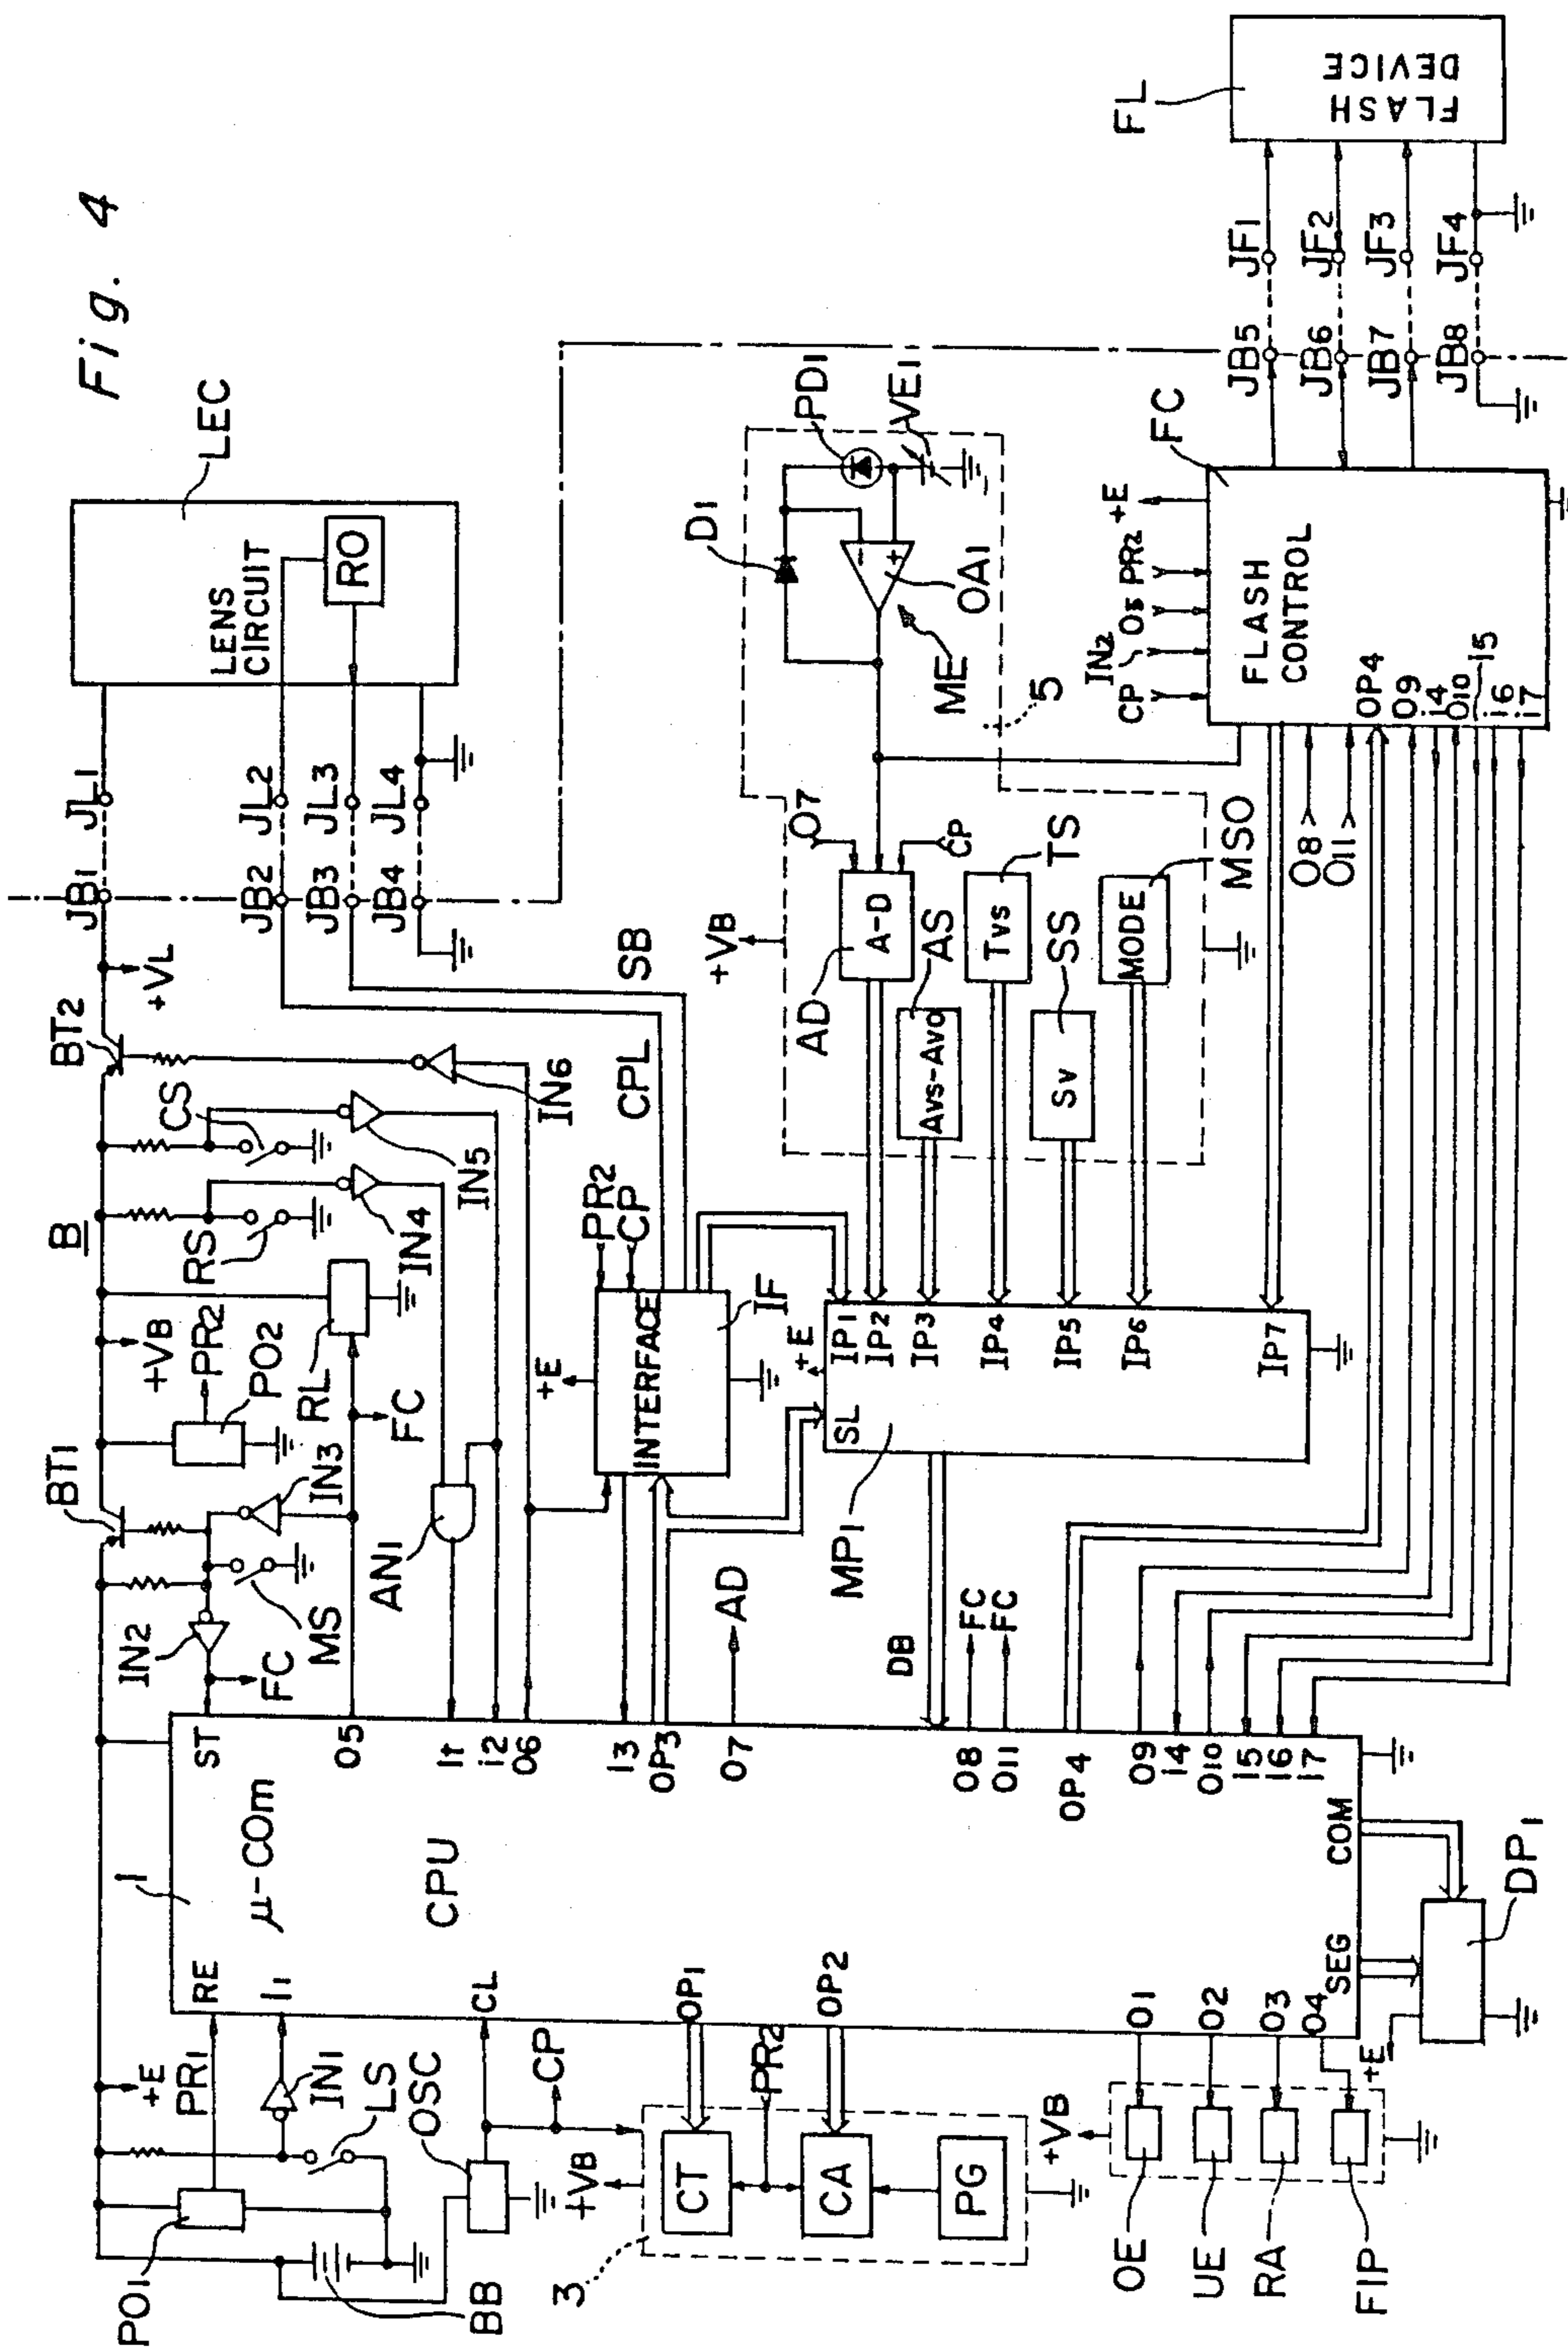 Fig. 4
B
BT1
BT2
JB1
JL1
+VL
+VB
PR2
PO2
RS
CS
LEC
LENS
CIRCUIT
RO
JB2
JL2
JB3
JL3
JB4
JL4
+E
PO1
PR1
IN1
LS
BB
OSC
CP
RE
I1
CL
1
μ-COM
CPU
ST
O5
It
i2
O6
i3
OP3
O7
O8
O11
OP4
O9
i4
O10
i5
i6
i7
IN2
FC
MS
IN3
RL
FC
AN1
IN4
IN5
IN6
CPL
SB
PR2
CP
+E
INTERFACE
IF
AD
MP1
SL
+E
IP1
IP2
IP3
IP4
IP5
IP6
IP7
DB
FC
FC
+VB
AD
A-D
O7
CP
AS
Avs-Avo
TS
Tvs
SS
Sv
MODE
MSO
5
D1
PD1
VE1
OA1
ME
+VB
3
CT
CA
PG
PR2
OP1
OP2
+VB
O1
O2
O3
O4
OE
UE
RA
FIP
SEG
COM
+E
DP1
O8
O11
CP
IN2
O5
PR2
+E
FC
FLASH
CONTROL
OP4
O9
i4
O10
i5
i6
i7
JB5
JF1
JB6
JF2
JB7
JF3
JB8
JF4
FL
FLASH
DEVICE